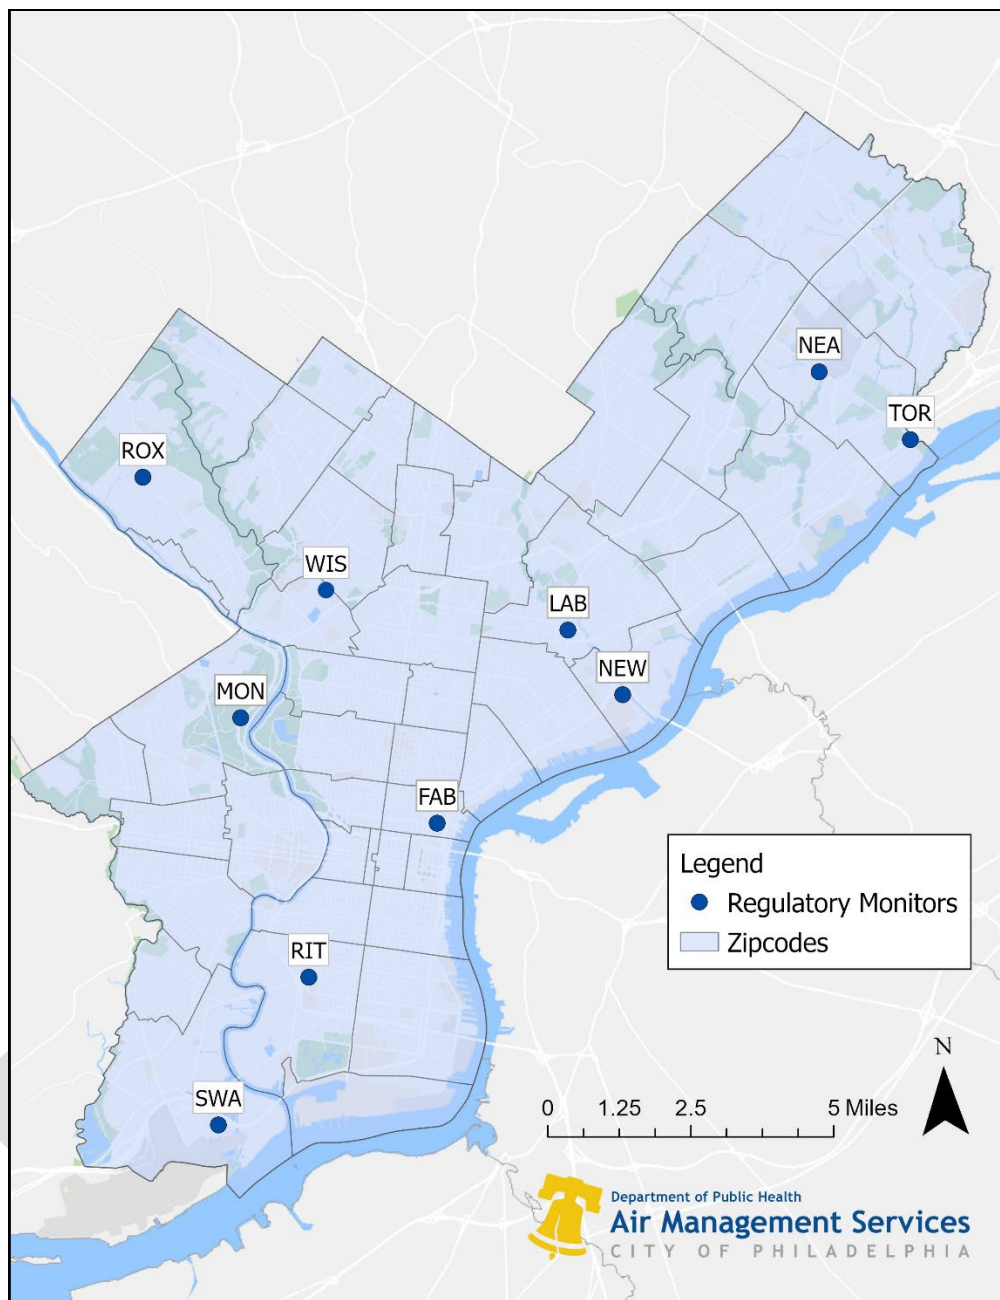 NEA
TOR
ROX
WIS
LAB
NEW
MON
FAB
Legend
Regulatory Monitors
Zipcodes
RIT
N
SWA
0 1.25 2.5 5 Miles
Department of Public Health
Air Management Services
CITY OF PHILADELPHIA